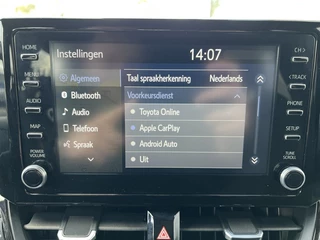 Instellingen 14:07
HOME
MENU
AUDIO
MAP
POWER
VOLUME
Algemeen
Bluetooth
Audio
Telefoon
Spraak
Taal spraakherkenning Nederlands
Voorkeursdienst
Toyota Online
Apple CarPlay
Android Auto
Uit
CH >
< TRACK
PHONE
SETUP
TUNE
SCROLL